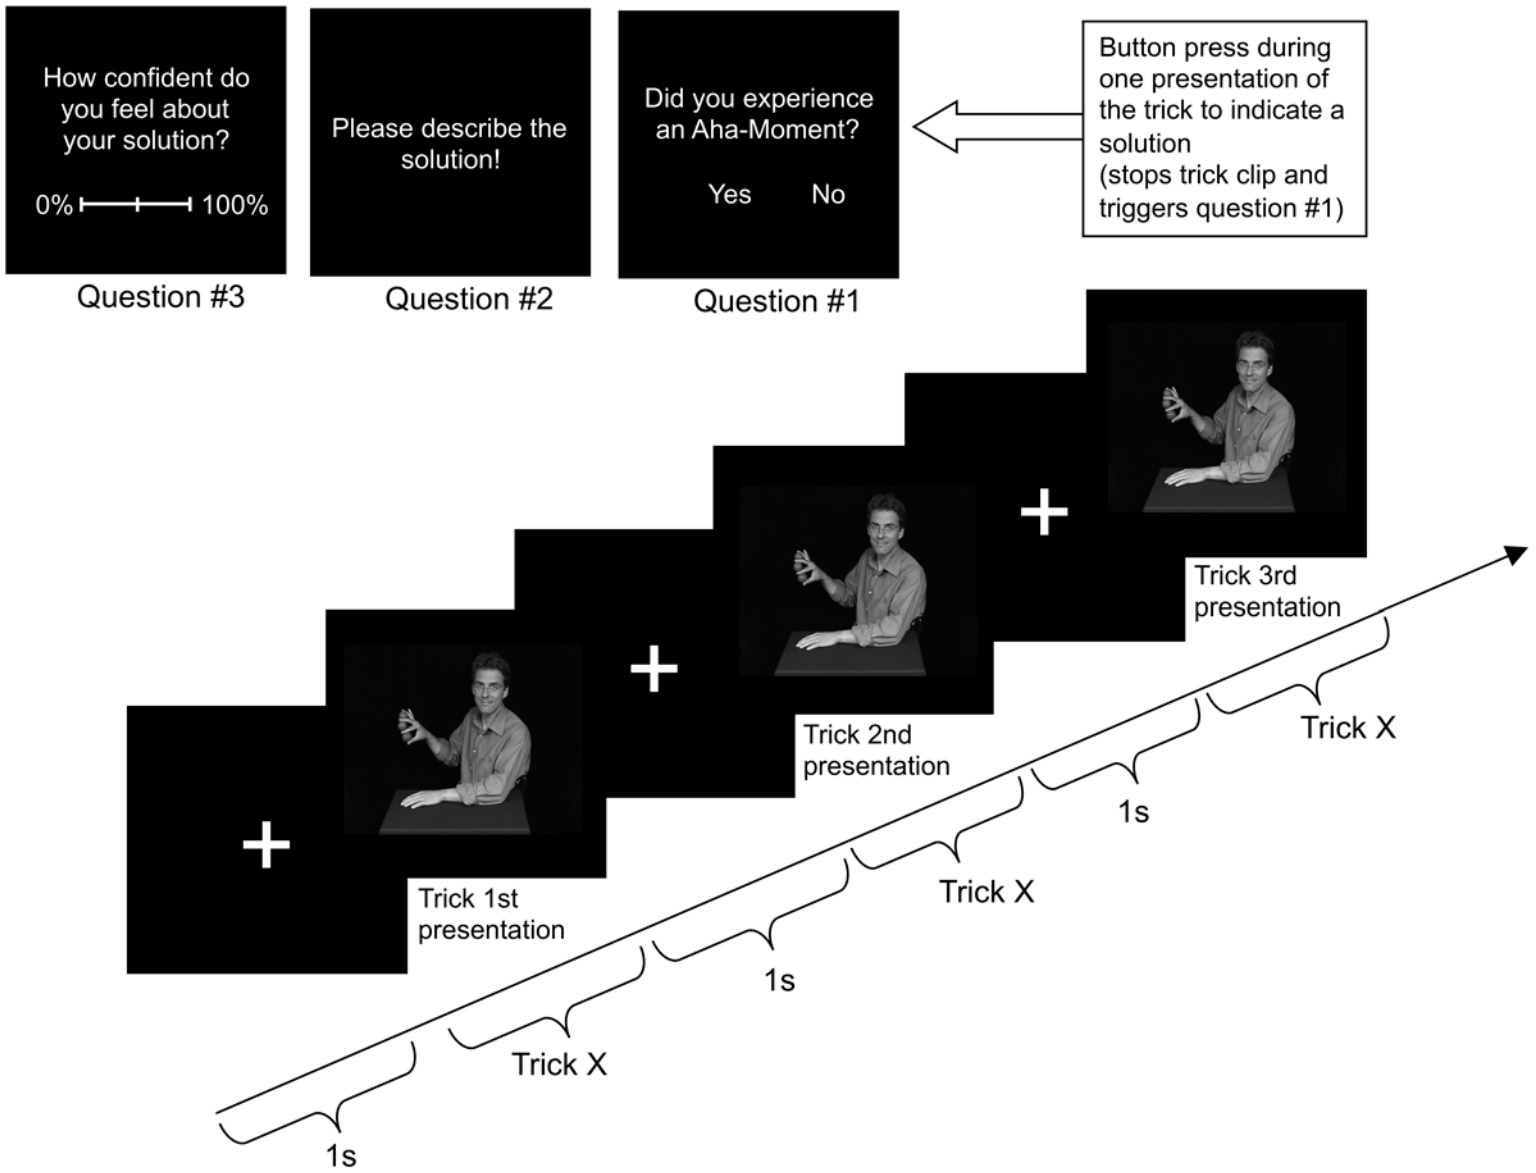 How confident do
you feel about
your solution?
0% 100%
Question #3
Please describe the
solution!
Question #2
Did you experience
an Aha-Moment?
Yes No
Question #1
Button press during
one presentation of
the trick to indicate a
solution
(stops trick clip and
triggers question #1)
Trick 3rd
presentation
Trick X
Trick 2nd
presentation
1s
Trick X
Trick 1st
presentation
1s
Trick X
1s